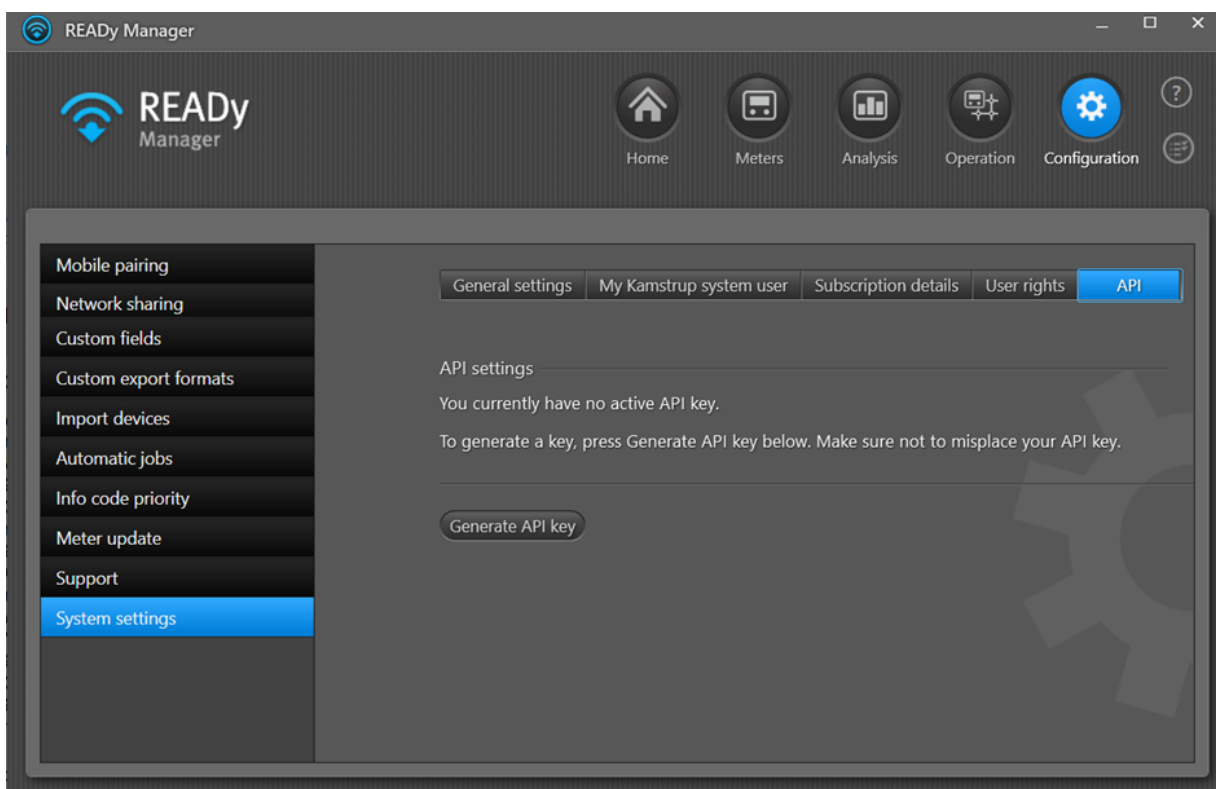 READy Manager
READy
Manager
Home
Meters
Analysis
Operation
Configuration
?
Mobile pairing
Network sharing
Custom fields
Custom export formats
Import devices
Automatic jobs
Info code priority
Meter update
Support
System settings
General settings
My Kamstrup system user
Subscription details
User rights
API
API settings
You currently have no active API key.
To generate a key, press Generate API key below. Make sure not to misplace your API key.
Generate API key